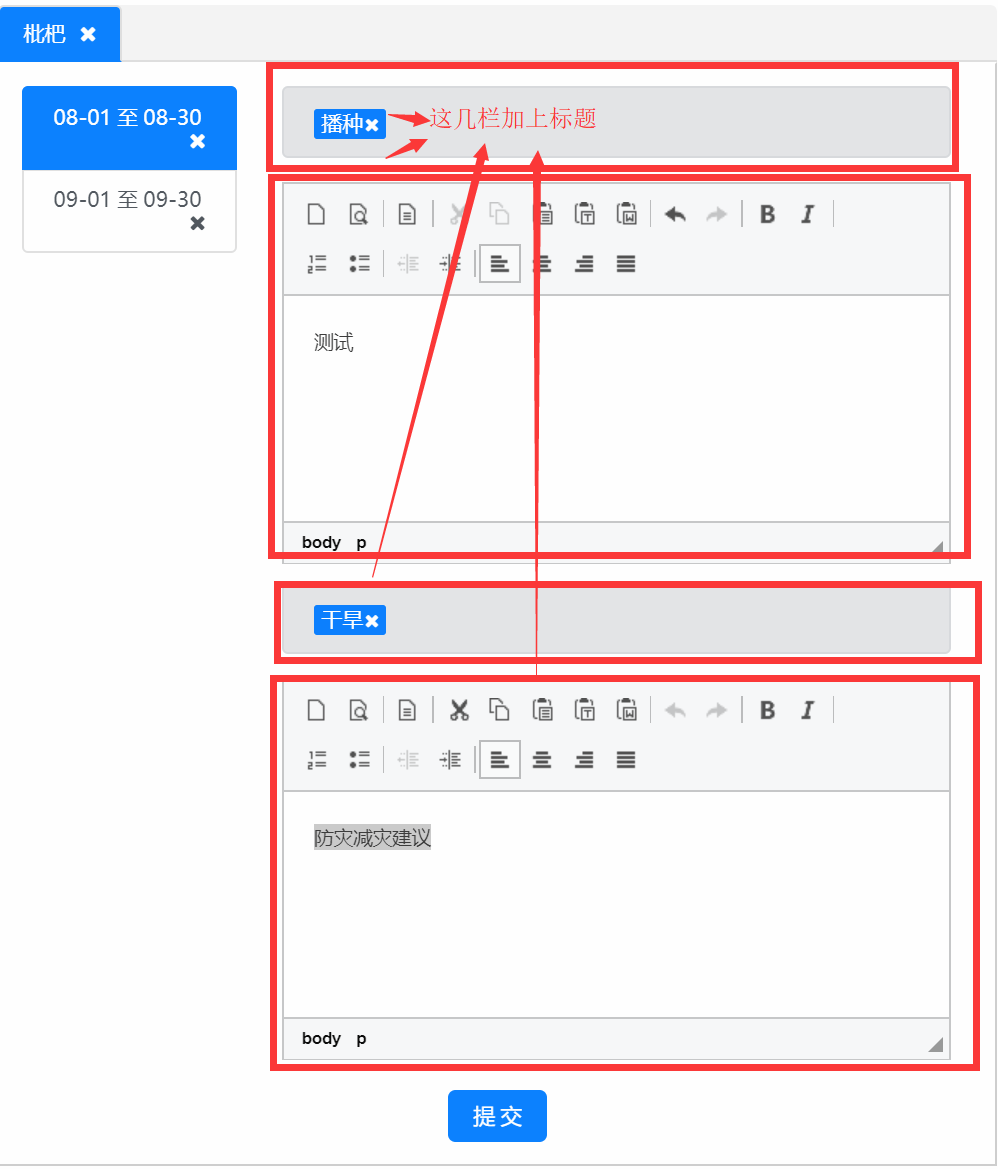 枇杷
08-01 至 08-30
09-01 至 09-30
播种
这几栏加上标题
B I
测试
body p
干旱
B I
防灾减灾建议
body p
提交